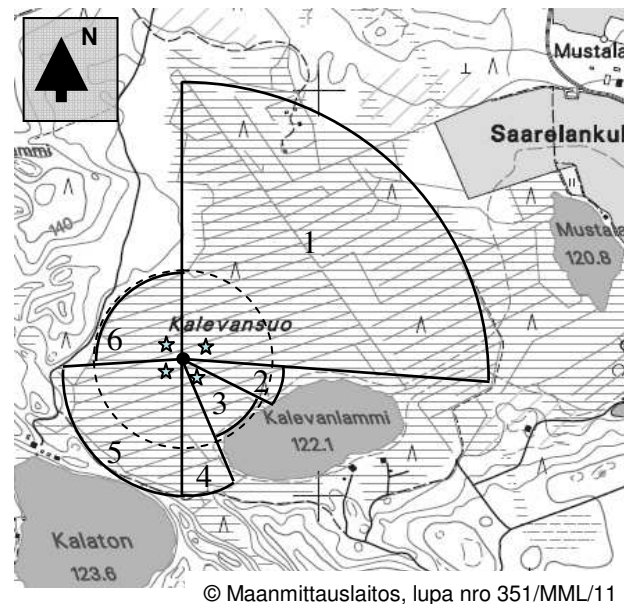 N
Mustala
Saarelankul
ammi
140
1
Mustala
120.8
Kalevansuo
6
2
3
Kalevanlammi
122.1
5
4
Kalaton
123.6
© Maanmittauslaitos, lupa nro 351/MML/11